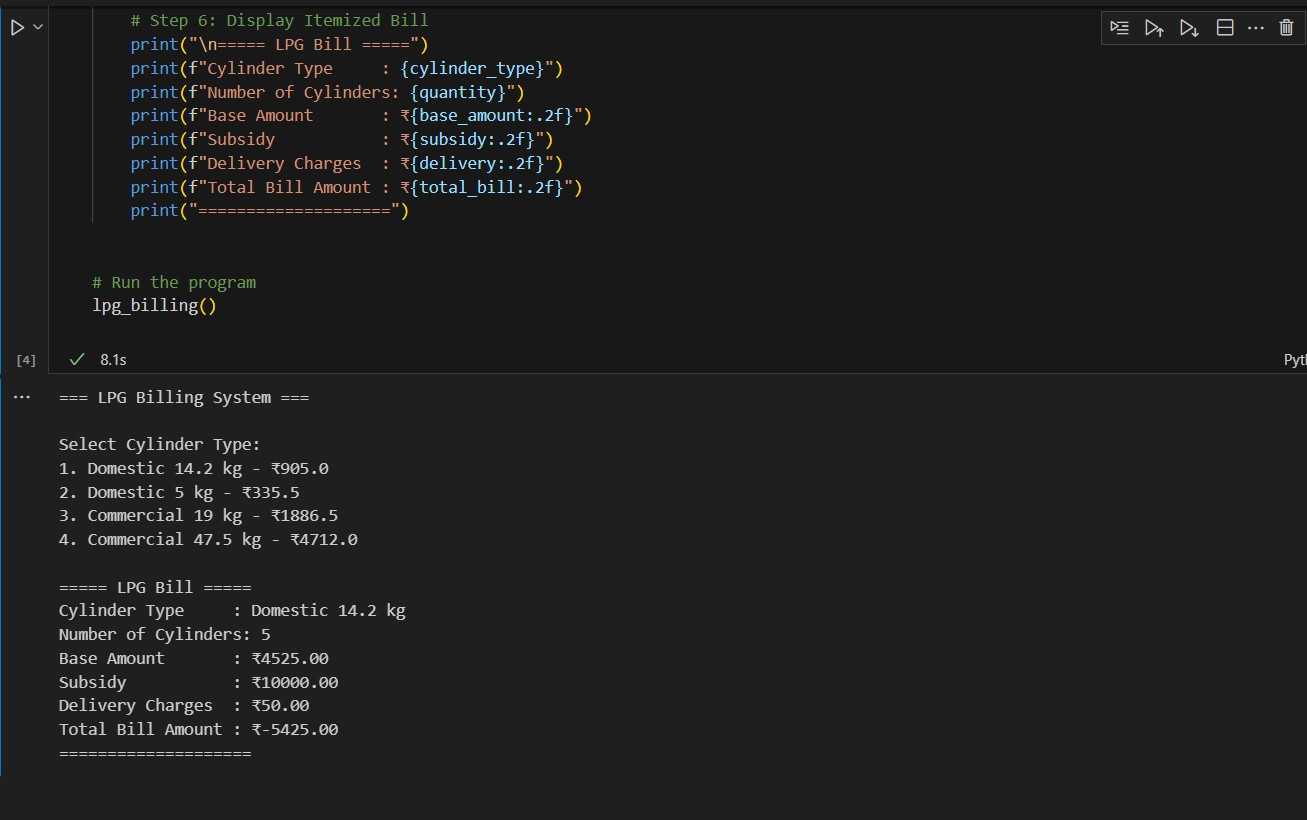 # Step 6: Display Itemized Bill
print("\n===== LPG Bill =====")
print(f"Cylinder Type     : {cylinder_type}")
print(f"Number of Cylinders: {quantity}")
print(f"Base Amount       : ₹{base_amount:.2f}")
print(f"Subsidy           : ₹{subsidy:.2f}")
print(f"Delivery Charges  : ₹{delivery:.2f}")
print(f"Total Bill Amount : ₹{total_bill:.2f}")
print("====================")
# Run the program
lpg_billing()
[4] 8.1s Pyt
=== LPG Billing System ===
Select Cylinder Type:
1. Domestic 14.2 kg - ₹905.0
2. Domestic 5 kg - ₹335.5
3. Commercial 19 kg - ₹1886.5
4. Commercial 47.5 kg - ₹4712.0
===== LPG Bill =====
Cylinder Type     : Domestic 14.2 kg
Number of Cylinders: 5
Base Amount       : ₹4525.00
Subsidy           : ₹10000.00
Delivery Charges  : ₹50.00
Total Bill Amount : ₹-5425.00
====================